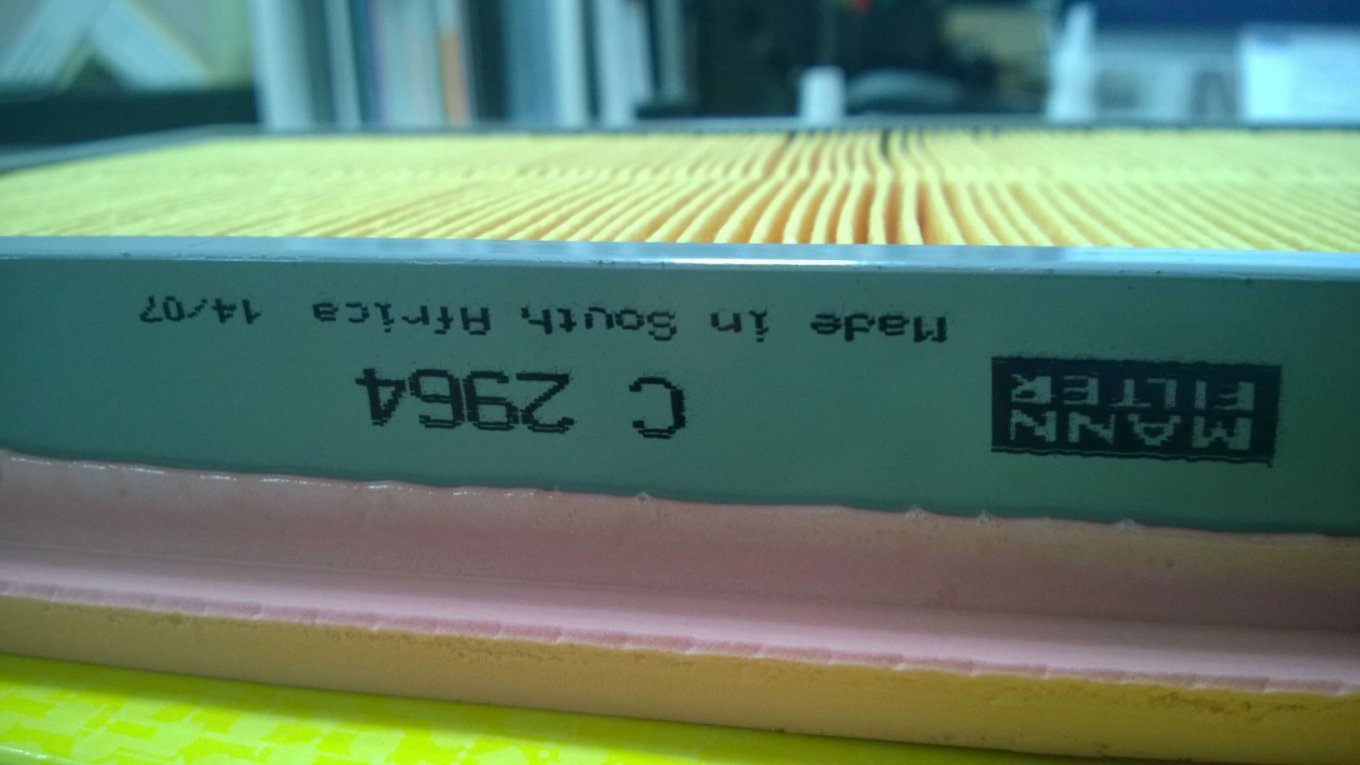 MANN
FILTER
C 2964
Made in South Africa 14/07